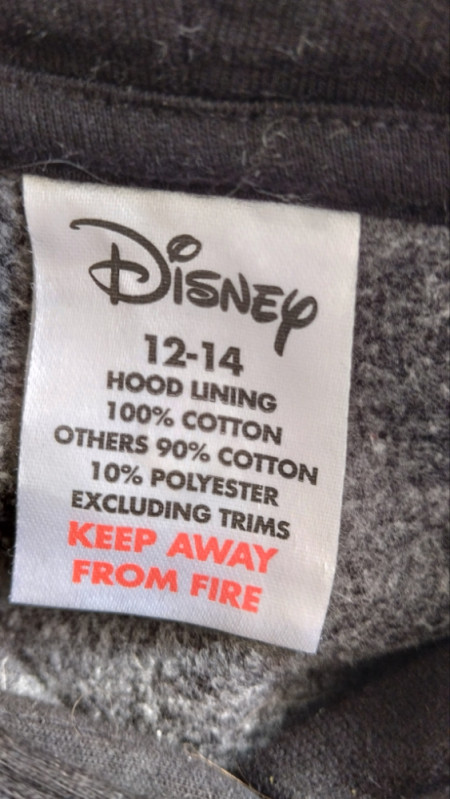 Disney
12-14
HOOD LINING
100% COTTON
OTHERS 90% COTTON
10% POLYESTER
EXCLUDING TRIMS
KEEP AWAY
FROM FIRE